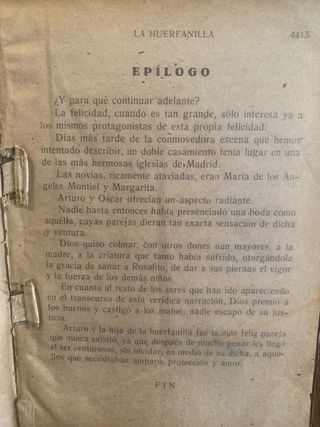 LA HUERFANILLA 4415
EPÍLOGO
¿Y para qué continuar adelante?
La felicidad, cuando es tan grande, sólo interesa ya
a los mismos protagonistas de esta propia felicidad.
Días más tarde de la conmovedora escena que hemos
intentado describir, un doble casamiento tenía lugar en una
de las más hermosas iglesias de Madrid.
Las novias, ricamente ataviadas, eran María de los An-
geles Montiel y Margarita.
Arturo y Oscar ofrecían un aspecto radiante.
Nadie hasta entonces había presenciado una boda como
aquélla, cuyas parejas dieran tan exacta sensación de dicha
y ventura.
Dios quiso colmar, con otros dones aun mayores, a la
madre, a la criatura que tanto había sufrido, otorgándole
la gracia de sanar a Rosalito, de dar a sus piernas el vigor
y la fuerza de los demás niños.
En cuanto al resto de los seres que han ido apareciendo
en el transcurso de esta verídica narración, Dios premió a
los buenos y castigó a los malos; nadie escapó de su jus-
ticia.
Arturo y la hija de la huerfanilla fué la más feliz pareja
que nunca existió, ya que después de mucho penar les llegó
el ser venturosos, sin olvidar, en medio de su dicha, a aque-
llos que necesitaban amparo, protección y amor.
FIN